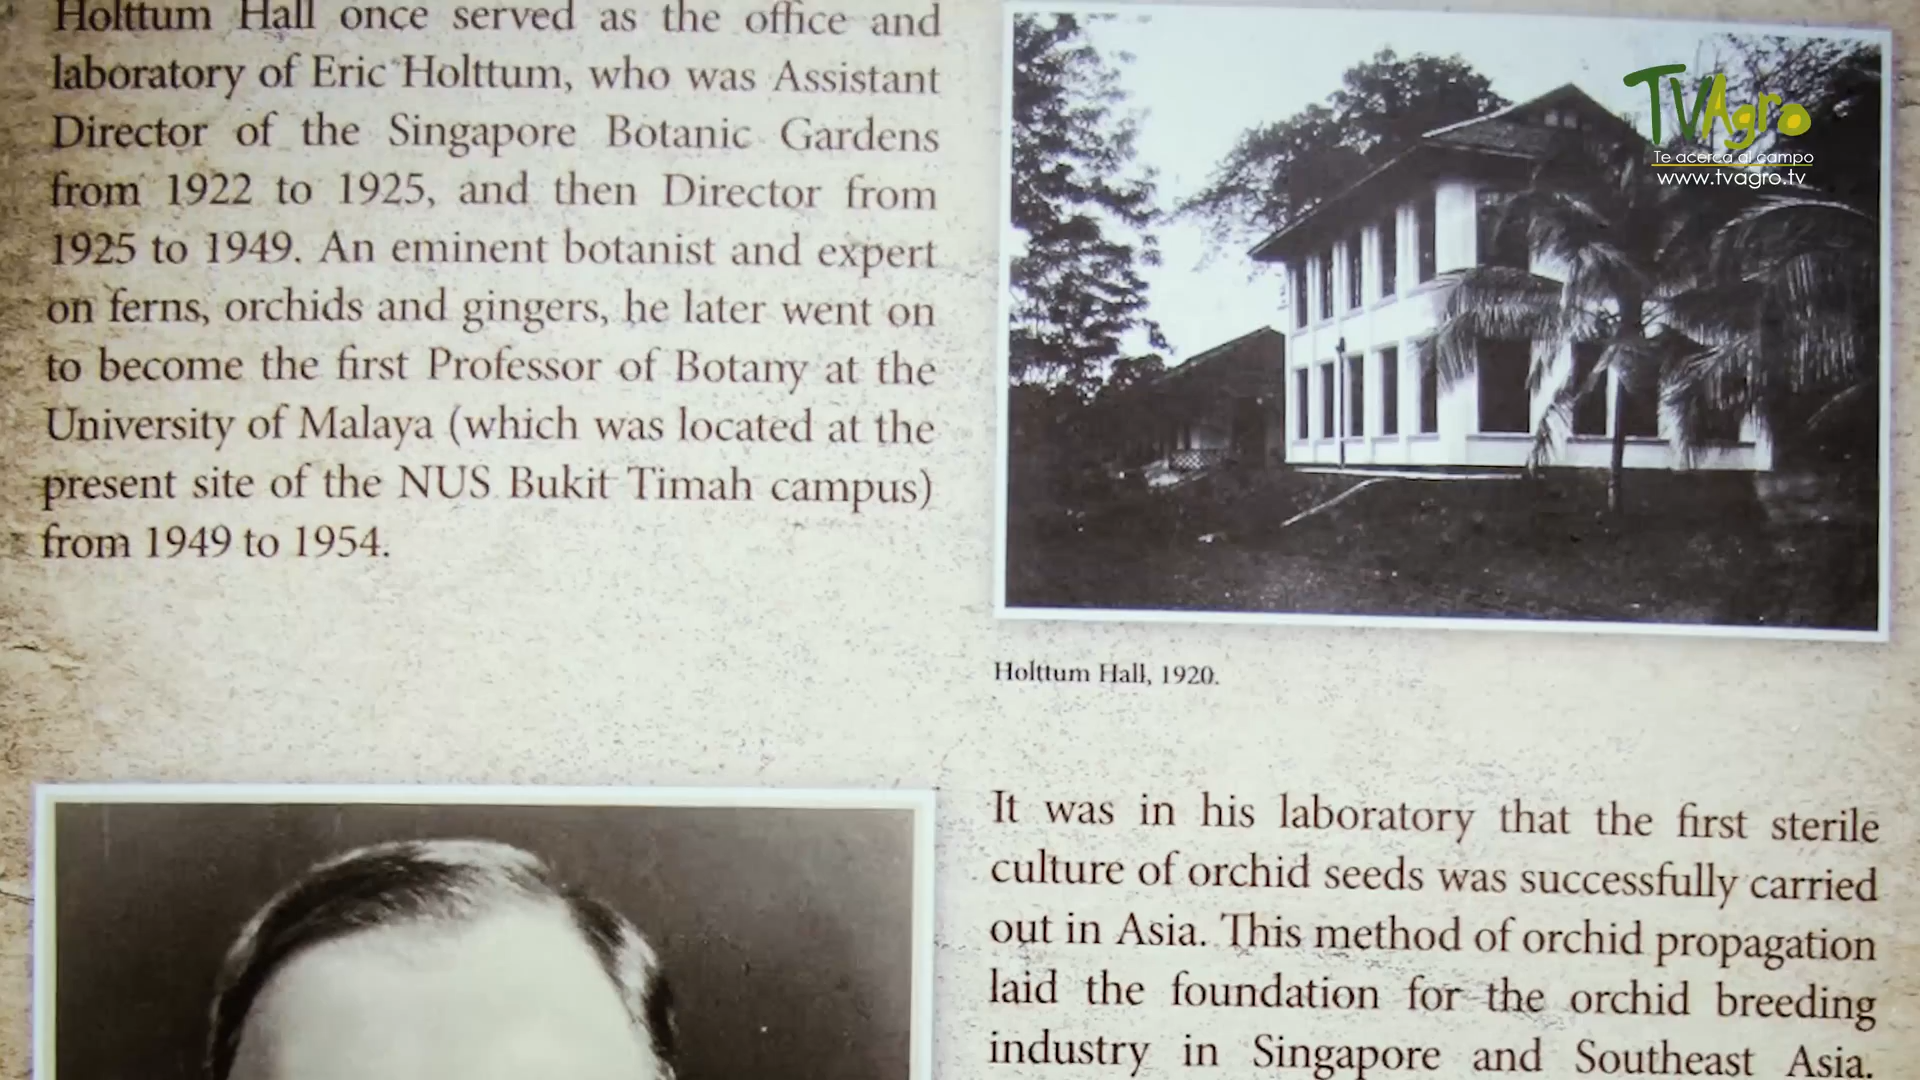 Holttum Hall once served as the office and
laboratory of Eric Holttum, who was Assistant
Director of the Singapore Botanic Gardens
from 1922 to 1925, and then Director from
1925 to 1949. An eminent botanist and expert
on ferns, orchids and gingers, he later went on
to become the first Professor of Botany at the
University of Malaya (which was located at the
present site of the NUS Bukit Timah campus)
from 1949 to 1954.
TVAgro
Te acerca al campo
www.tvagro.tv
Holttum Hall, 1920.
It was in his laboratory that the first sterile
culture of orchid seeds was successfully carried
out in Asia. This method of orchid propagation
laid the foundation for the orchid breeding
industry in Singapore and Southeast Asia.